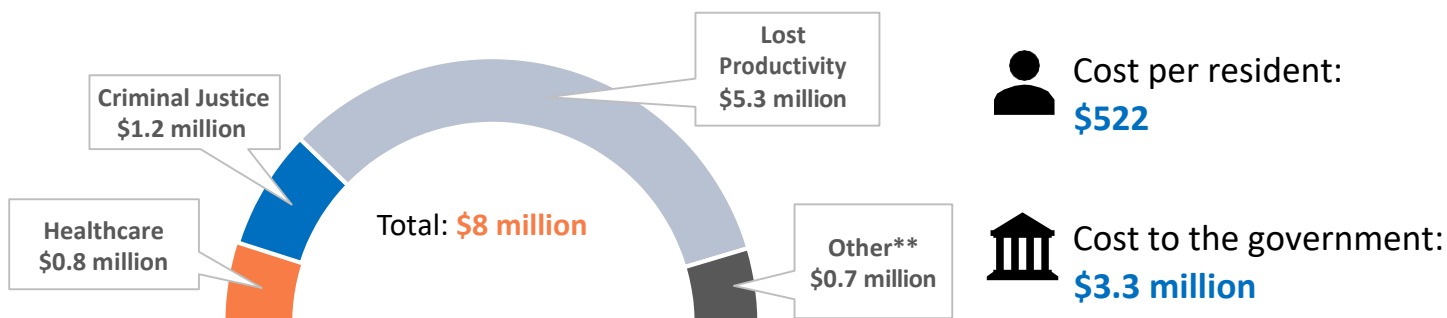 Lost
Productivity
$5.3 million
Criminal Justice
$1.2 million
Healthcare
$0.8 million
Total: $8 million
Other**
$0.7 million
Cost per resident:
$522
Cost to the government:
$3.3 million